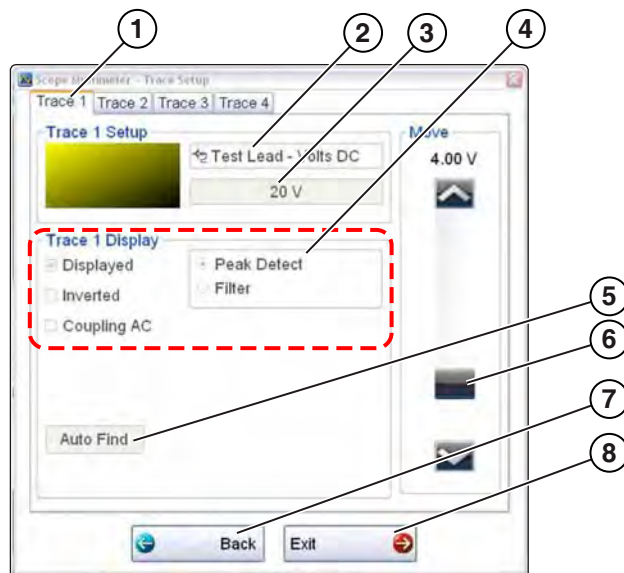 1 2 3 4
Scope Multimeter - Trace Setup
Trace 1 Trace 2 Trace 3 Trace 4
Trace 1 Setup
Test Lead - Volts DC
20 V
Move
4.00 V
Trace 1 Display
Displayed
Inverted
Coupling AC
Peak Detect
Filter
5
6
7
8
Auto Find
Back
Exit